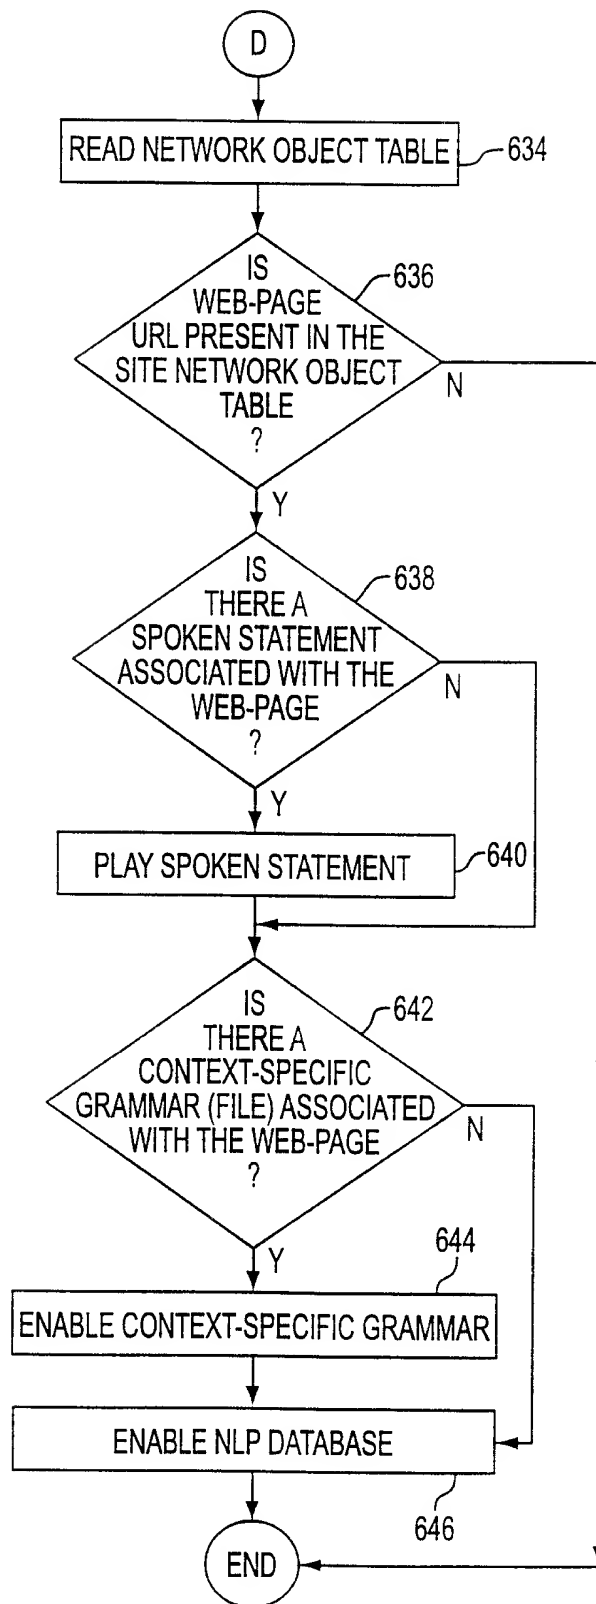 D
READ NETWORK OBJECT TABLE
634
IS
WEB-PAGE
URL PRESENT IN THE
SITE NETWORK OBJECT
TABLE
?
636
N
Y
IS
THERE A
SPOKEN STATEMENT
ASSOCIATED WITH THE
WEB-PAGE
?
638
N
Y
PLAY SPOKEN STATEMENT
640
IS
THERE A
CONTEXT-SPECIFIC
GRAMMAR (FILE) ASSOCIATED
WITH THE WEB-PAGE
?
642
N
Y
644
ENABLE CONTEXT-SPECIFIC GRAMMAR
ENABLE NLP DATABASE
646
END